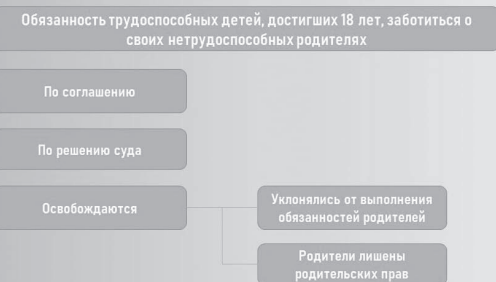 Обязанность трудоспособных детей, достигших 18 лет, заботиться о
своих нетрудоспособных родителях
По соглашению
По решению суда
Освобождаются
Уклонялись от выполнения
обязанностей родителей
Родители лишены
родительских прав